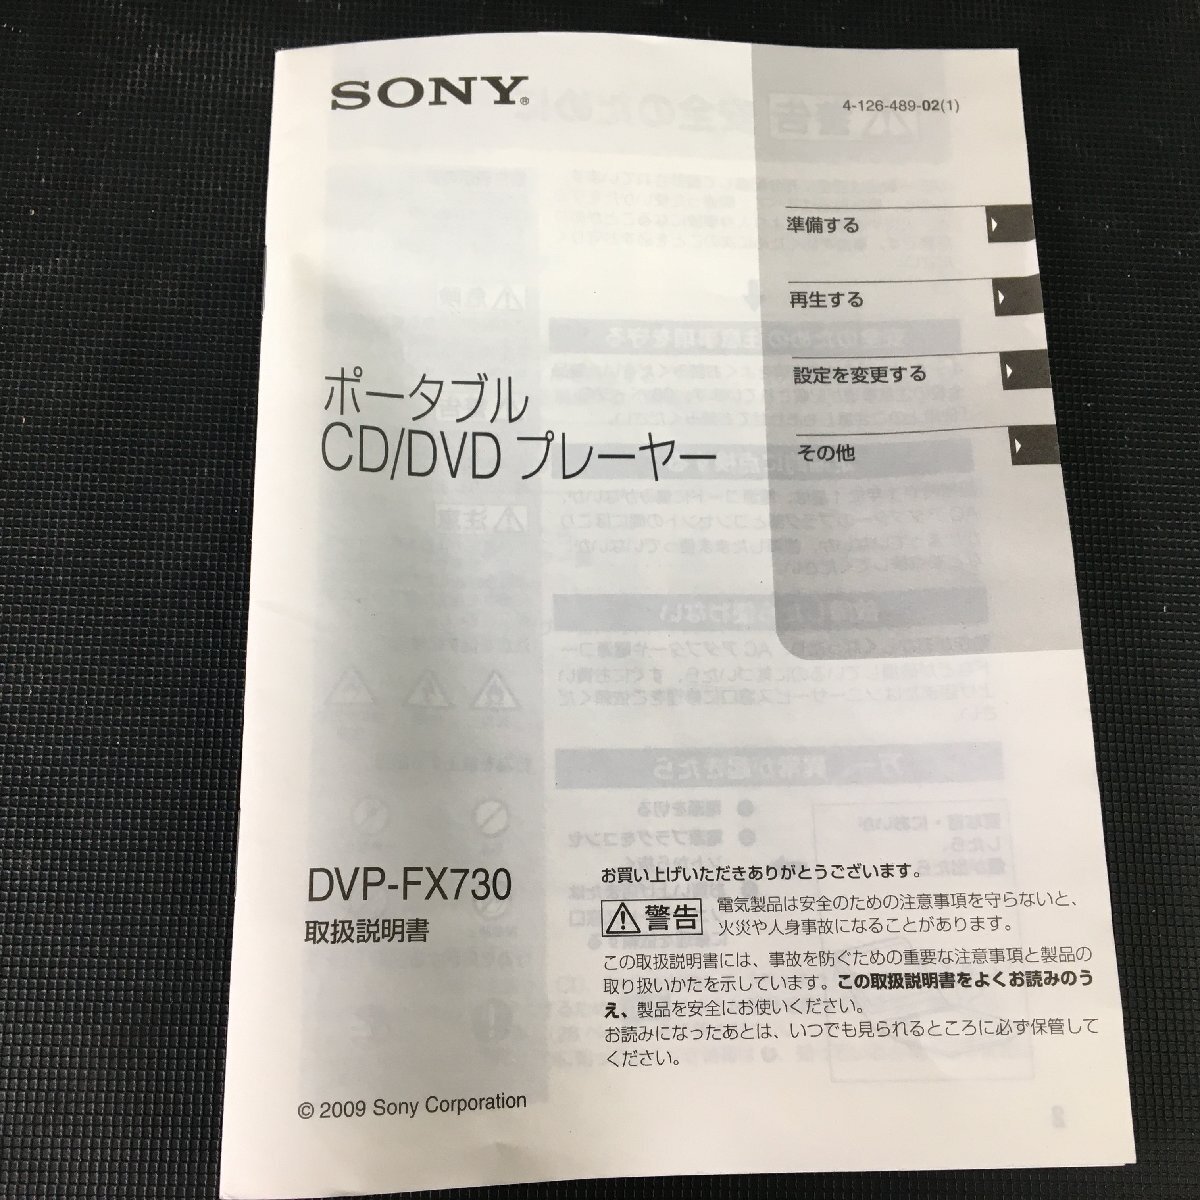 SONY®
4-126-489-02(1)
準備する
再生する
設定を変更する
その他
ポータブル
CD/DVD プレーヤー
DVP-FX730
取扱説明書
お買い上げいただきありがとうございます。
警告
電気製品は安全のための注意事項を守らないと、
火災や人身事故になることがあります。
この取扱説明書には、事故を防ぐための重要な注意事項と製品の
取り扱いかたを示しています。この取扱説明書をよくお読みのう
え、製品を安全にお使いください。
お読みになったあとは、いつでも見られるところに必ず保管して
ください。
© 2009 Sony Corporation